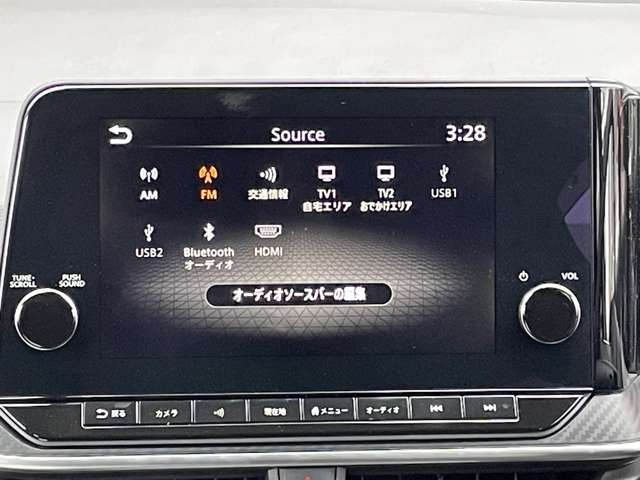 Source 3:28
AM FM 交通情報 TV1 TV2 USB1
自宅エリア おでかけエリア
USB2 Bluetooth HDMI
オーディオ
オーディオソースバーの編集
TUNE・ PUSH
SCROLL SOUND
VOL
戻る カメラ 現在地 メニュー オーディオ